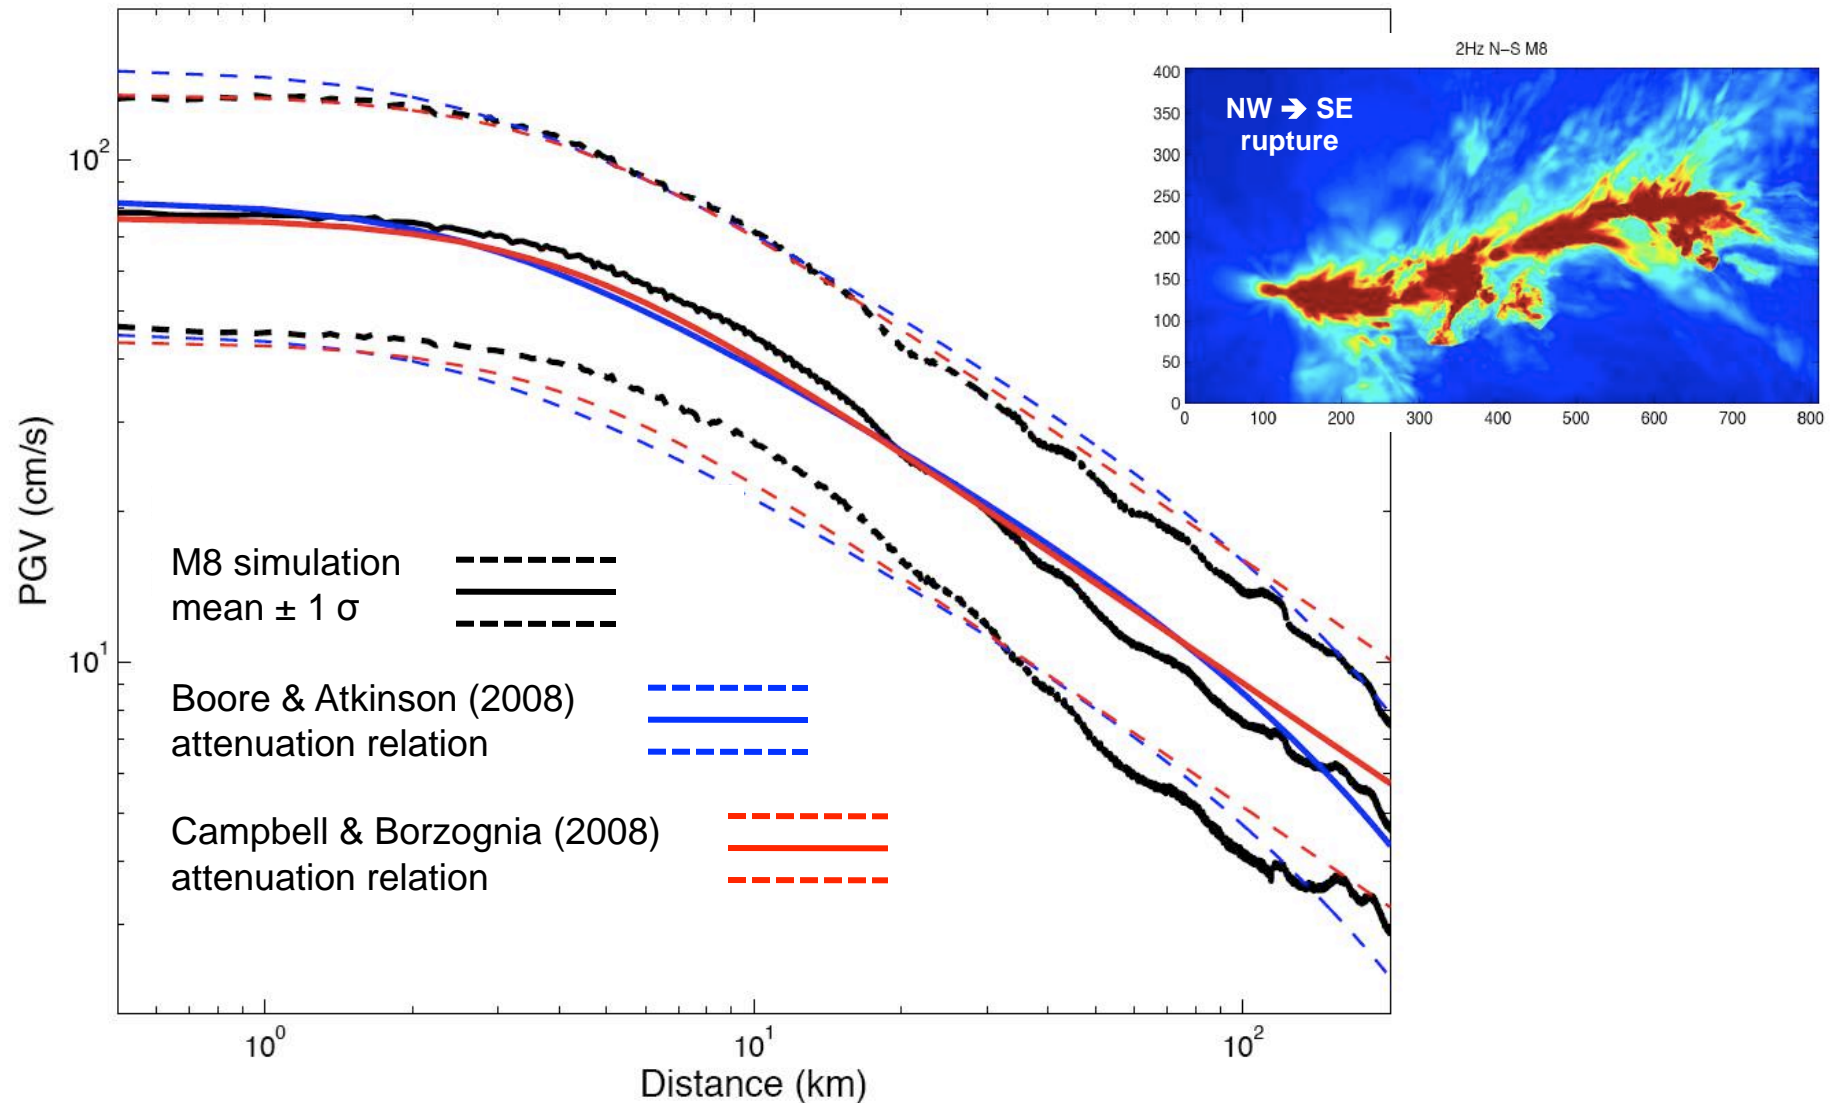 2Hz N–S M8
400
350
300
250
200
150
100
50
0
0 100 200 300 400 500 600 700 800
NW ➔ SE
rupture
PGV (cm/s)
10²
10¹
M8 simulation
mean ± 1 σ
Boore & Atkinson (2008)
attenuation relation
Campbell & Borzognia (2008)
attenuation relation
10⁰ 10¹ 10²
Distance (km)